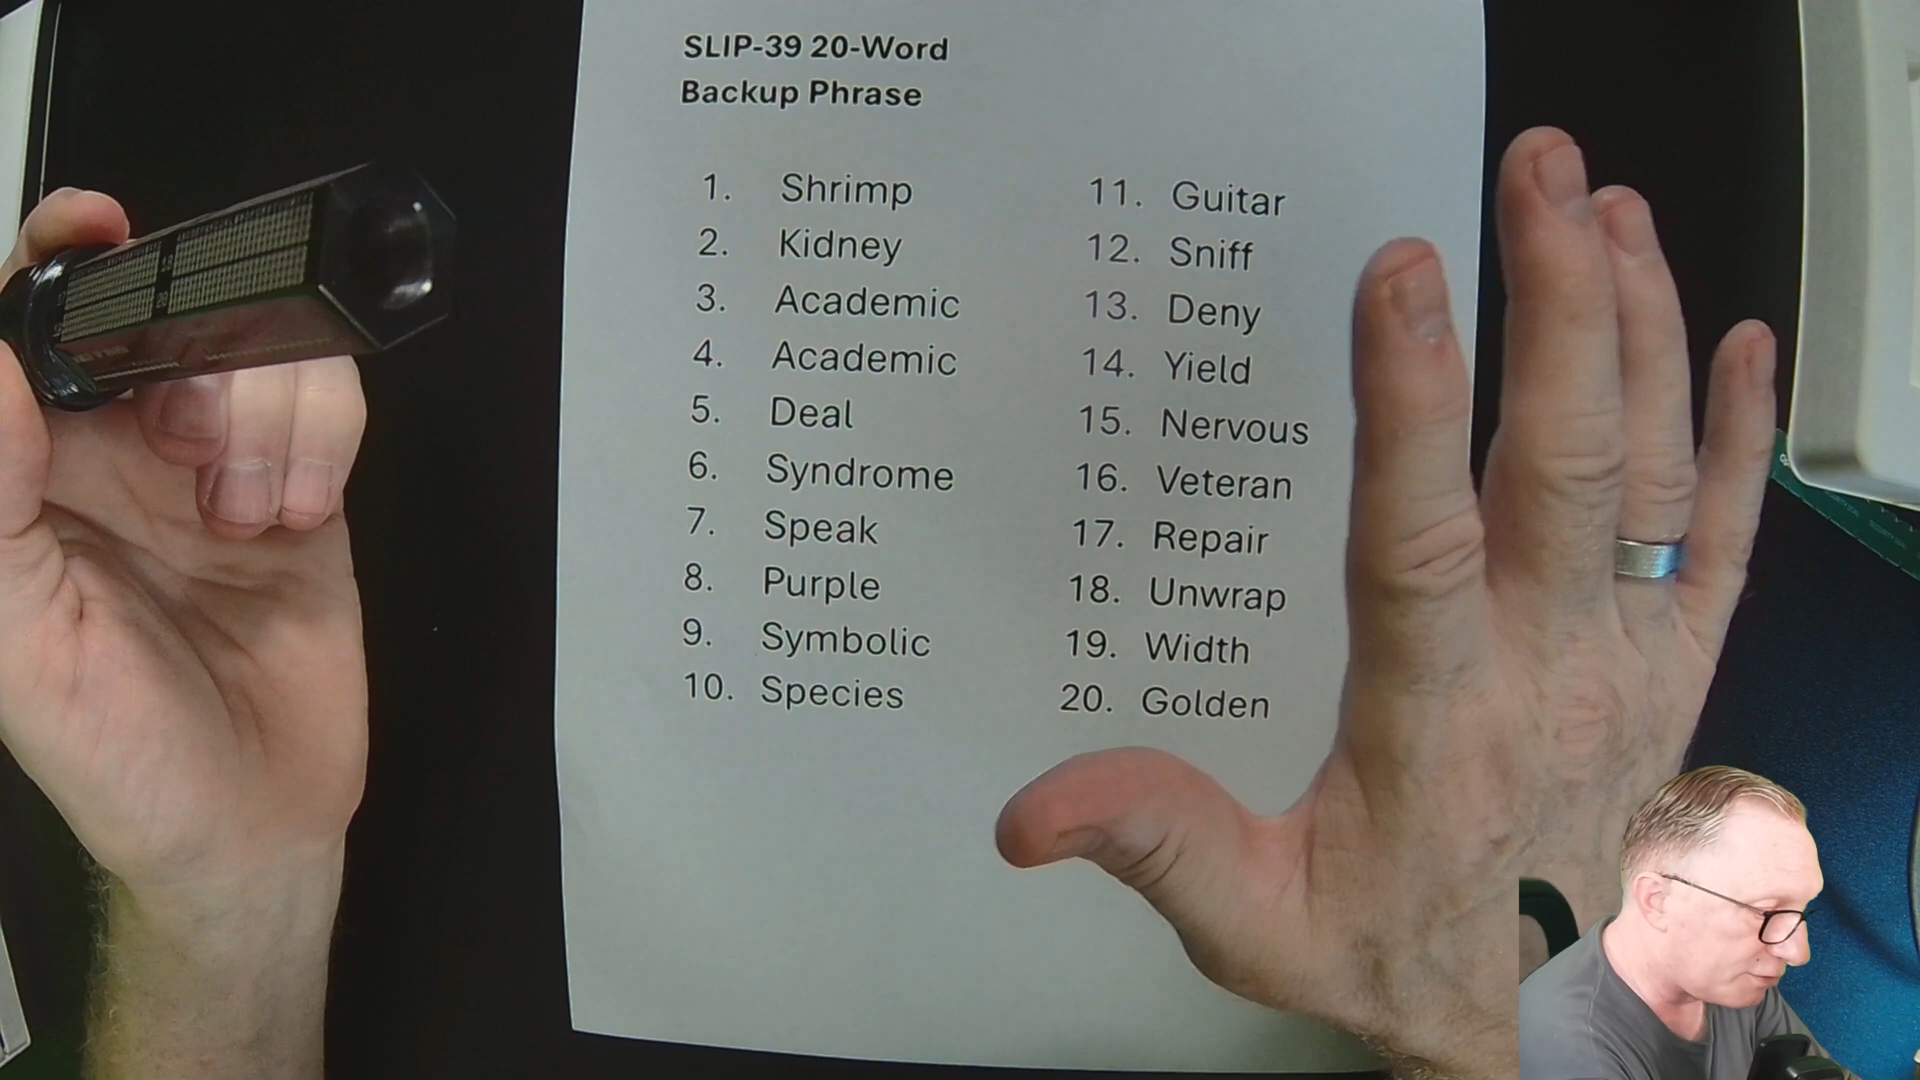 SLIP-39 20-Word
Backup Phrase
1. Shrimp
2. Kidney
3. Academic
4. Academic
5. Deal
6. Syndrome
7. Speak
8. Purple
9. Symbolic
10. Species
11. Guitar
12. Sniff
13. Deny
14. Yield
15. Nervous
16. Veteran
17. Repair
18. Unwrap
19. Width
20. Golden